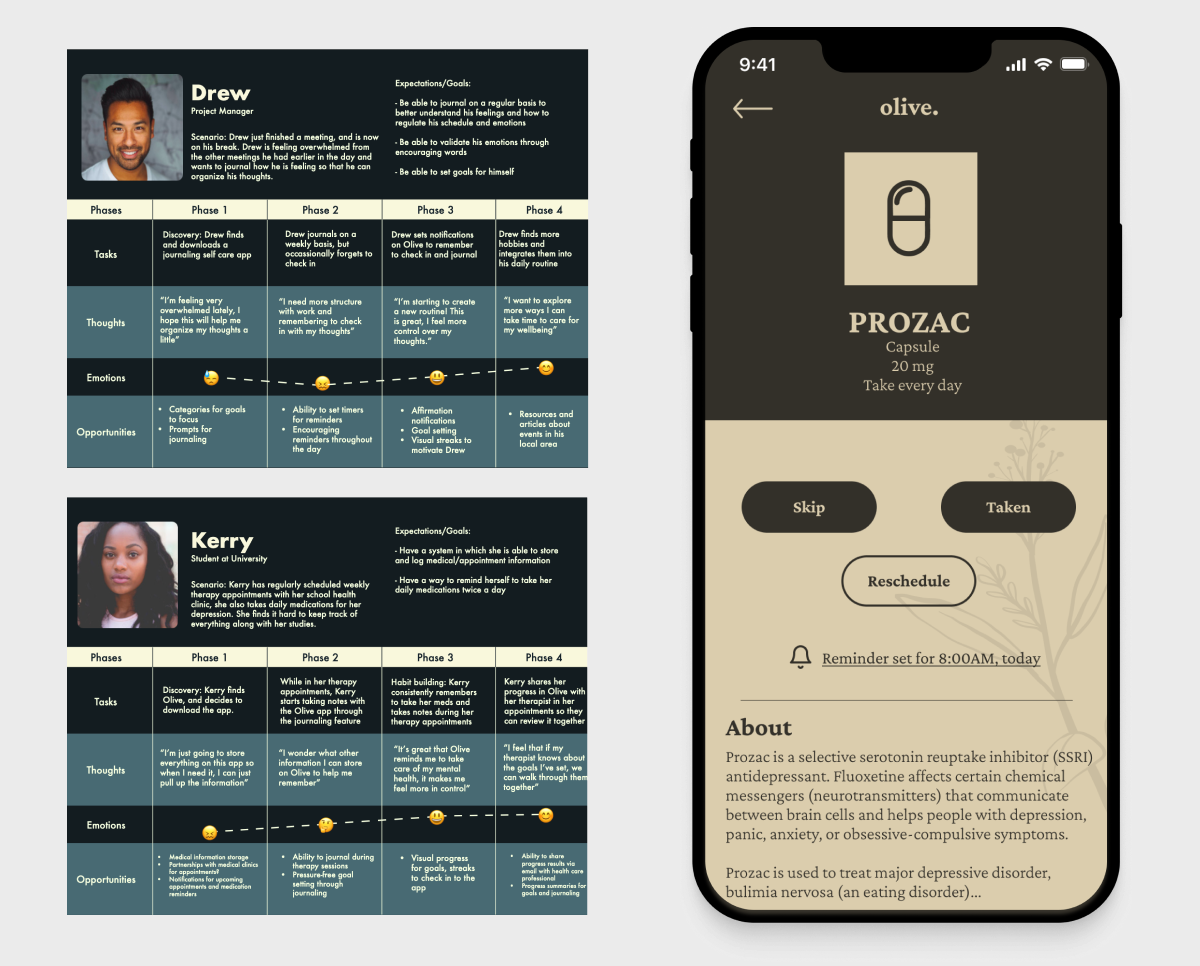 Drew
Project Manager
Scenario: Drew just finished a meeting, and is now
on his break. Drew is feeling overwhelmed from
the other meetings he had earlier in the day and
wants to journal how he is feeling so that he can
organize his thoughts.
Expectations/Goals:
- Be able to journal on a regular basis to
better understand his feelings and how to
regulate his schedule and emotions
- Be able to validate his emotions through
encouraging words
- Be able to set goals for himself
Phases
Phase 1
Phase 2
Phase 3
Phase 4
Tasks
Discovery: Drew finds
and downloads a
journaling self care app
Drew journals on a
weekly basis, but
occassionally forgets to
check in
Drew sets notifications
on Olive to remember
to check in and journal
Drew finds more
hobbies and
integrates them into
his daily routine
Thoughts
"I'm feeling very
overwhelmed lately, I
hope this will help me
organize my thoughts a
little"
"I need more structure
with work and
remembering to check
in with my thoughts"
"I'm starting to create
a new routine! This
is great, I feel more
control over my
thoughts."
"I want to explore
more ways I can
take time to care for
my wellbeing"
Emotions
Opportunities
• Categories for goals
to focus
• Prompts for
journaling
• Ability to set timers
for reminders
• Encouraging
reminders throughout
the day
• Affirmation
notifications
• Goal setting
• Visual streaks to
motivate Drew
• Resources and
articles about
events in his
local area
Kerry
Student at University
Scenario: Kerry has regularly scheduled weekly
therapy appointments with her school health
clinic, she also takes daily medications for her
depression. She finds it hard to keep track of
everything along with her studies.
Expectations/Goals:
- Have a system in which she is able to store
and log medical/appointment information
- Have a way to remind herself to take her
daily medications twice a day
Phases
Phase 1
Phase 2
Phase 3
Phase 4
Tasks
Discovery: Kerry finds
Olive, and decides to
download the app.
While in her therapy
appointments, Kerry
starts taking notes with
the Olive app through
the journaling feature
Habit building: Kerry
consistently remembers
to take her meds and
takes notes during her
therapy appointments
Kerry shares her
progress in Olive with
her therapist in her
appointments so they
can review it together
Thoughts
"I'm just going to store
everything on this app so
when I need it, I can just
pull up the information"
"I wonder what other
information I can store
on Olive to help me
remember"
"It's great that Olive
reminds me to take
care of my mental
health, it makes me
feel more in control"
"I feel that if my
therapist knows about
the goals I've set, we
can walk through them
together"
Emotions
Opportunities
• Medical information storage
• Partnerships with medical clinics
for appointments?
• Notifications for upcoming
appointments and medication
reminders
• Ability to journal during
therapy sessions
• Pressure-free goal
setting through
journaling
• Visual progress
for goals, streaks
to check in to the
app
• Ability to share
progress results via
email with health care
professional
• Progress summaries for
goals and journaling
9:41
olive.
PROZAC
Capsule
20 mg
Take every day
Skip
Taken
Reschedule
Reminder set for 8:00AM, today
About
Prozac is a selective serotonin reuptake inhibitor (SSRI)
antidepressant. Fluoxetine affects certain chemical
messengers (neurotransmitters) that communicate
between brain cells and helps people with depression,
panic, anxiety, or obsessive-compulsive symptoms.
Prozac is used to treat major depressive disorder,
bulimia nervosa (an eating disorder)...